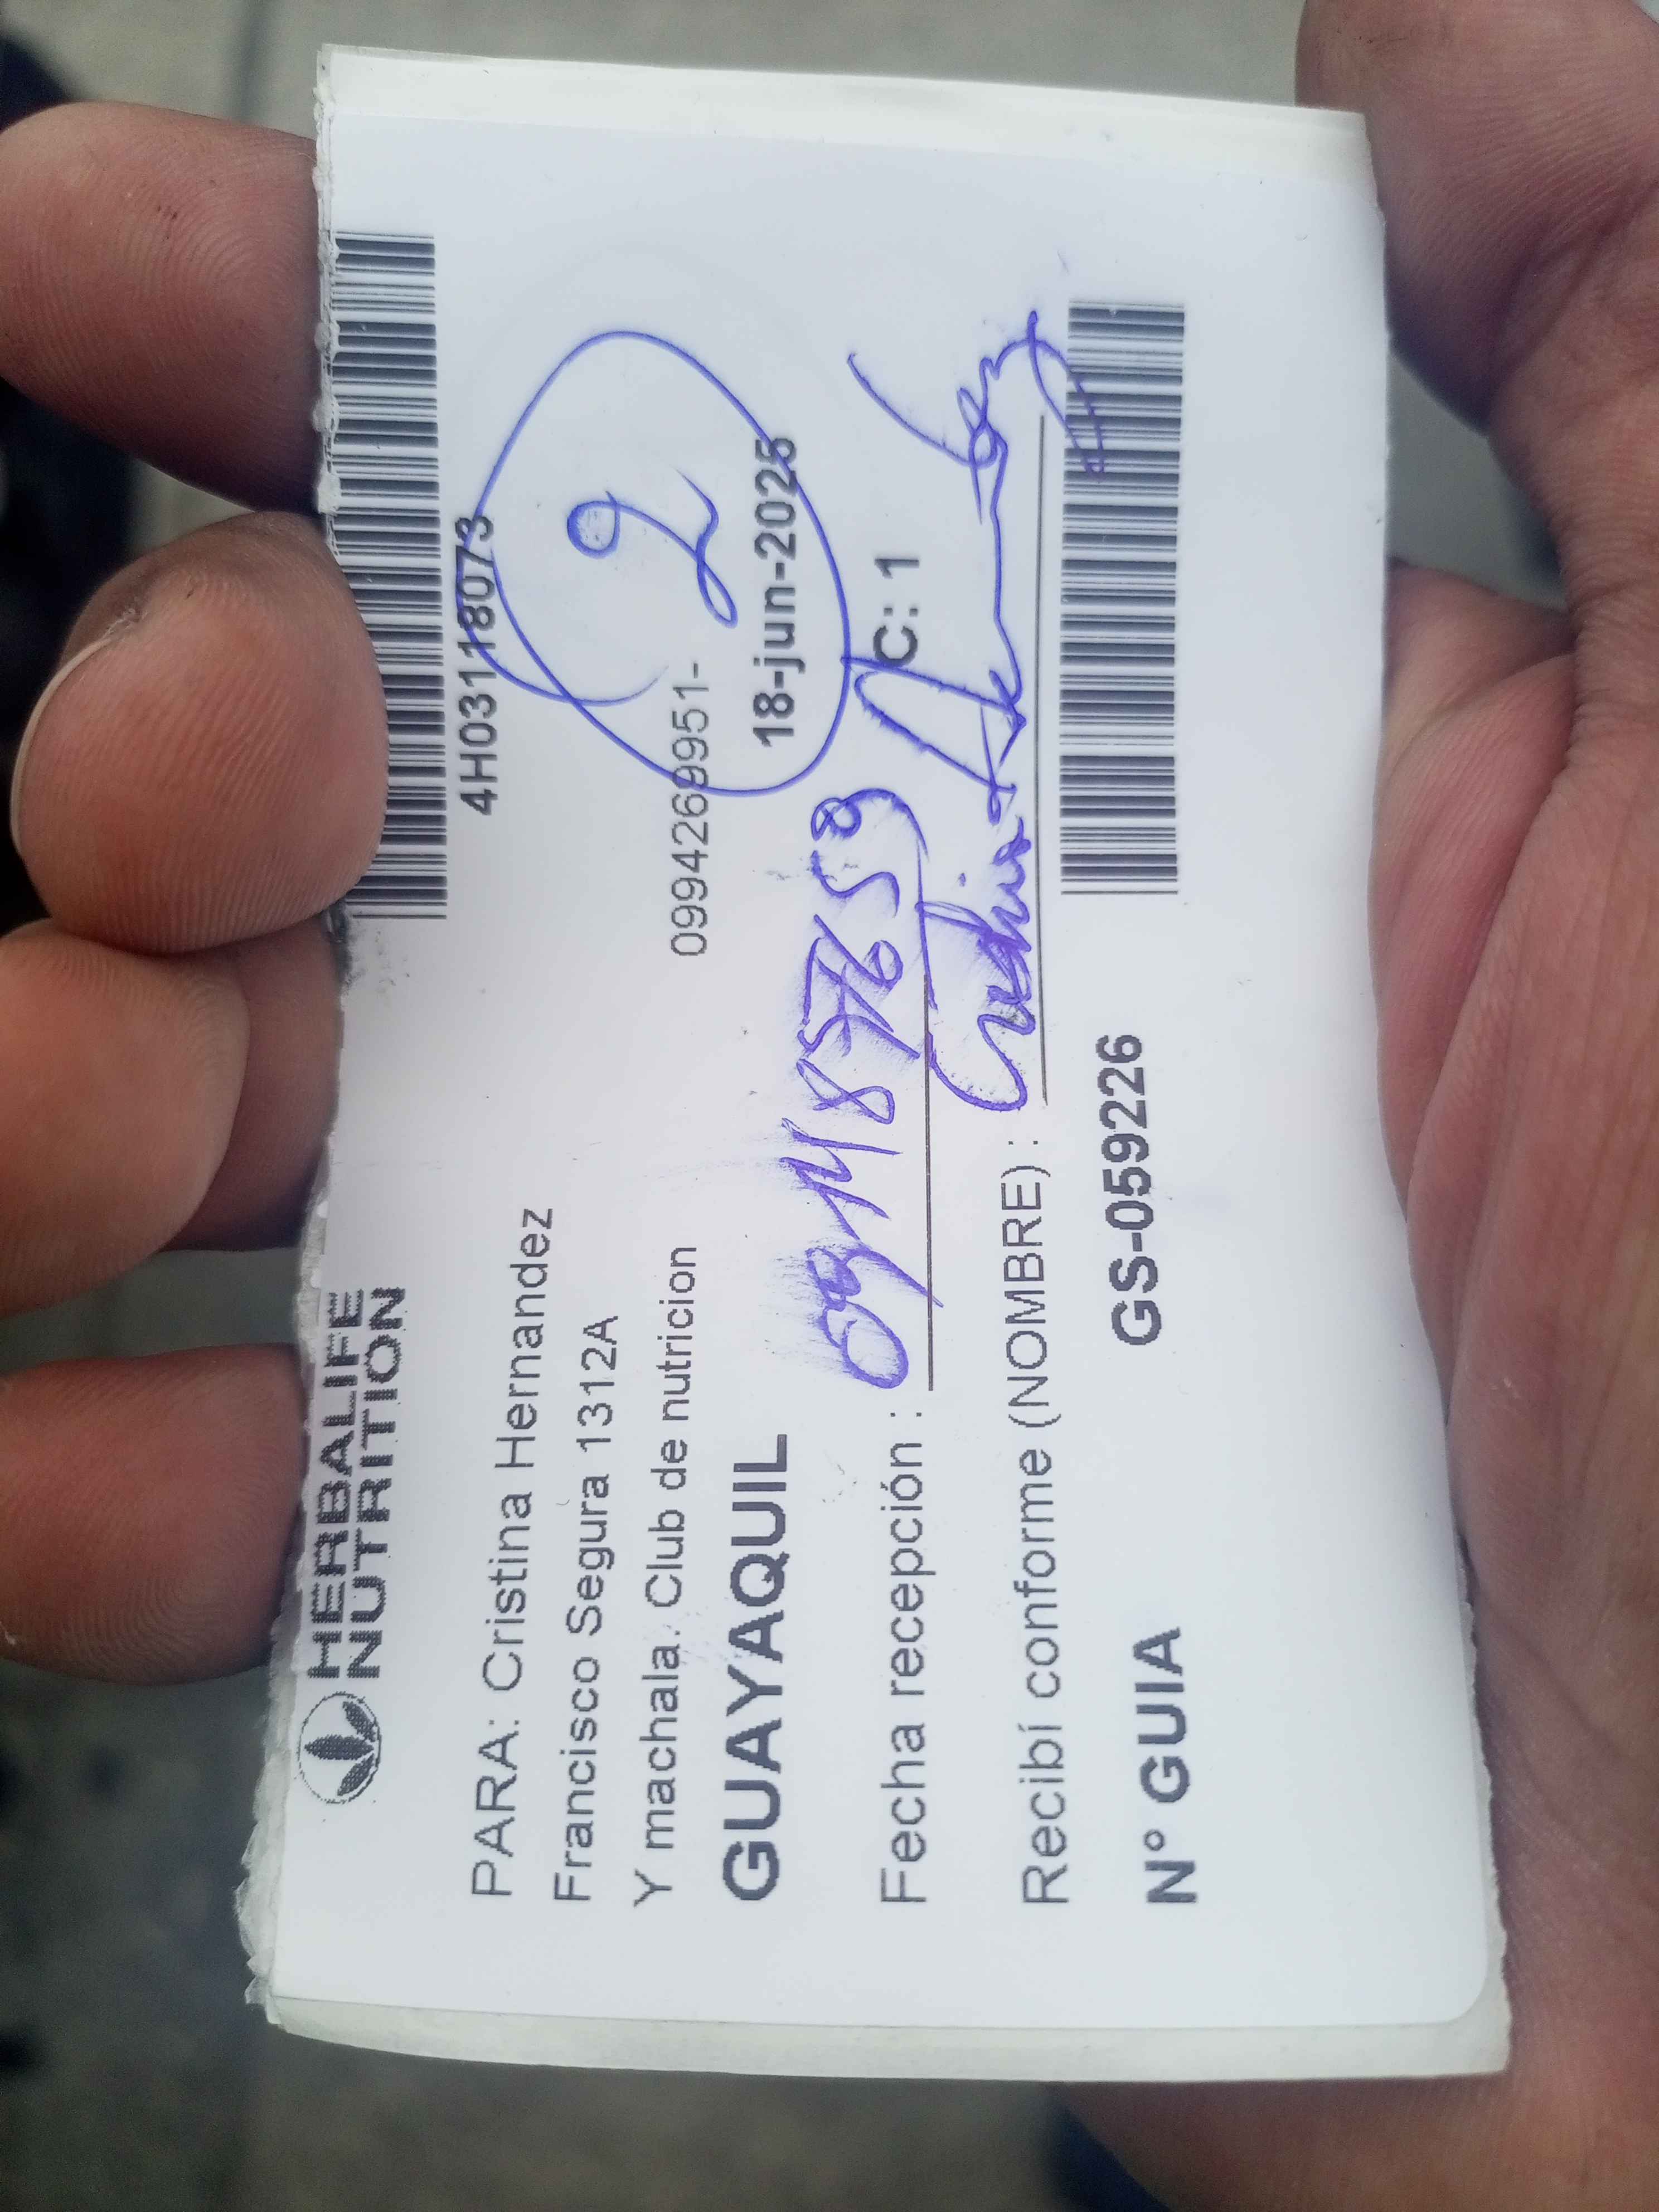 HERBALIFE
NUTRITION
4H03118073
PARA: Cristina Hernandez
Francisco Segura 1312A
Y machala. Club de nutricion
0994269951-
2
GUAYAQUIL
18-jun-2025
Fecha recepción :
C: 1
Recibí conforme (NOMBRE) :
N° GUIA
GS-059226